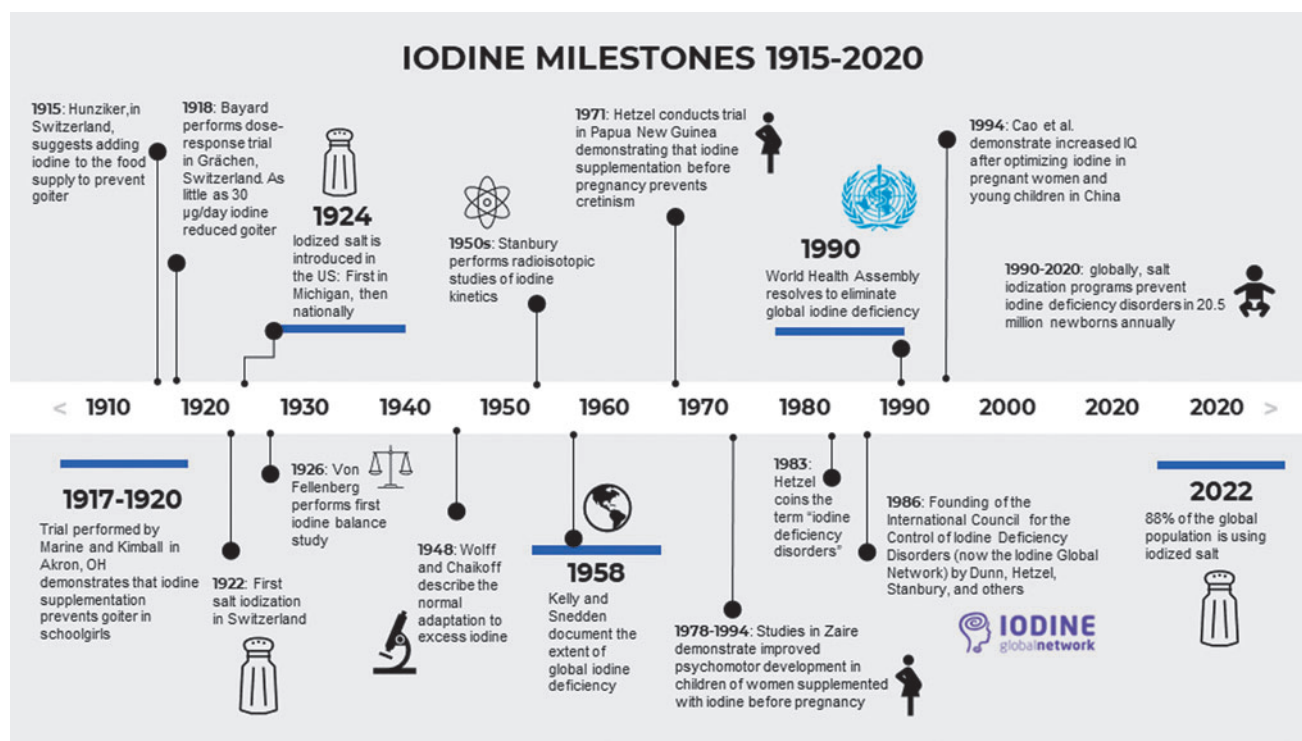 IODINE MILESTONES 1915-2020
1915: Hunziker, in
Switzerland,
suggests adding
iodine to the food
supply to prevent
goiter
1918: Bayard
performs dose-
response trial
in Grächen,
Switzerland. As
little as 30
µg/day iodine
reduced goiter
1924
Iodized salt is
introduced in
the US: First in
Michigan, then
nationally
1950s: Stanbury
performs radioisotopic
studies of iodine
kinetics
1971: Hetzel conducts trial
in Papua New Guinea
demonstrating that iodine
supplementation before
pregnancy prevents
cretinism
1990
World Health Assembly
resolves to eliminate
global iodine deficiency
1994: Cao et al.
demonstrate increased IQ
after optimizing iodine in
pregnant women and
young children in China
1990-2020: globally, salt
iodization programs prevent
iodine deficiency disorders in 20.5
million newborns annually
< 1910 1920 1930 1940 1950 1960 1970 1980 1990 2000 2020 2020 >
1917-1920
Trial performed by
Marine and Kimball in
Akron, OH
demonstrates that iodine
supplementation
prevents goiter in
schoolgirls
1922: First
salt iodization
in Switzerland
1926: Von
Fellenberg
performs first
iodine balance
study
1948: Wolff
and Chaikoff
describe the
normal
adaptation to
excess iodine
1958
Kelly and
Snedden
document the
extent of
global iodine
deficiency
1978-1994: Studies in Zaire
demonstrate improved
psychomotor development in
children of women supplemented
with iodine before pregnancy
1983:
Hetzel
coins the
term "iodine
deficiency
disorders"
1986: Founding of the
International Council for the
Control of Iodine Deficiency
Disorders (now the Iodine Global
Network) by Dunn, Hetzel,
Stanbury, and others
IODINE
globalnetwork
2022
88% of the global
population is using
iodized salt